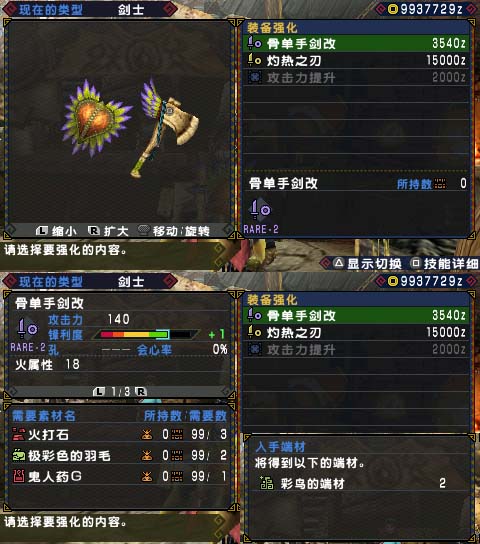 现在的类型 剑士
9937729z
装备强化
骨单手剑改 3540z
灼热之刃 15000z
攻击力提升 2000z
骨单手剑改 所持数 0
RARE-2
L 缩小 R 扩大 移动/旋转
请选择要强化的内容。
△显示切换 □技能详细
现在的类型 剑士
9937729z
骨单手剑改
攻击力 140
锋利度 +1
RARE-2
孔 --- 会心率 0%
火属性 18
L 1/3 R
装备强化
骨单手剑改 3540z
灼热之刃 15000z
攻击力提升 2000z
需要素材名 所持数/需要数
火打石 0 99/ 3
极彩色的羽毛 0 99/ 2
鬼人药G 0 99/ 1
入手端材
将得到以下的端材。
彩鸟的端材 2
请选择要强化的内容。